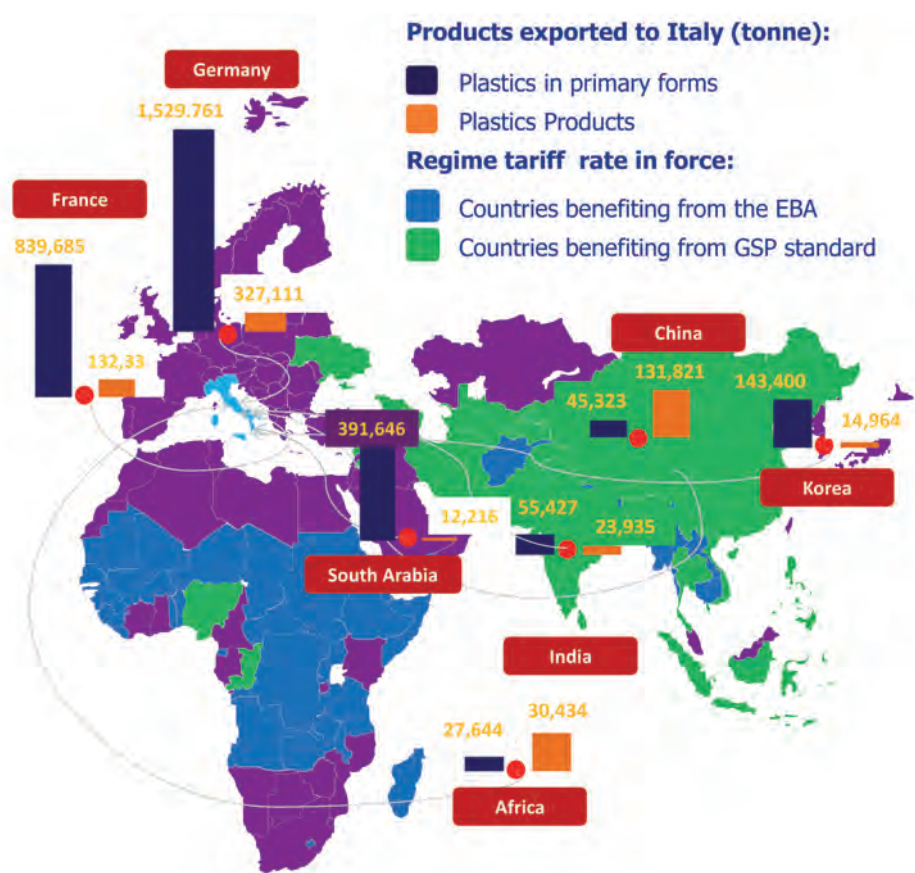 Products exported to Italy (tonne):
Plastics in primary forms
Plastics Products
Regime tariff rate in force:
Countries benefiting from the EBA
Countries benefiting from GSP standard
Germany
1,529.761
327,111
France
839,685
132,33
China
131,821
45,323
143,400
14,964
Korea
391,646
12,216
South Arabia
55,427
23,935
India
30,434
27,644
Africa